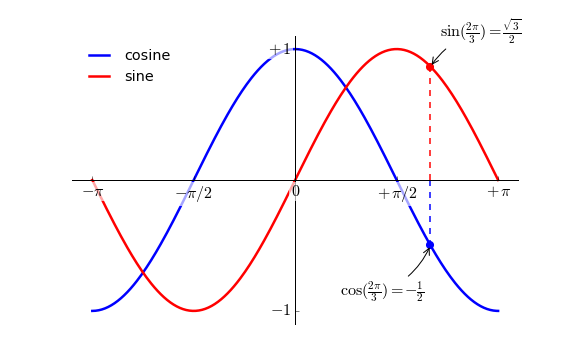 sin(2π/3)=√3/2
+1
cosine
sine
−π
−π/2
0
+π/2
+π
cos(2π/3)=−1/2
−1